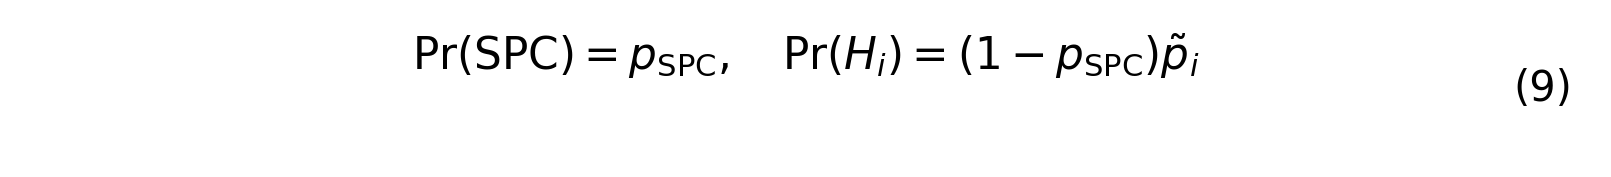 Pr(SPC) = p_SPC, Pr(H_i) = (1 − p_SPC)p̃_i
(9)